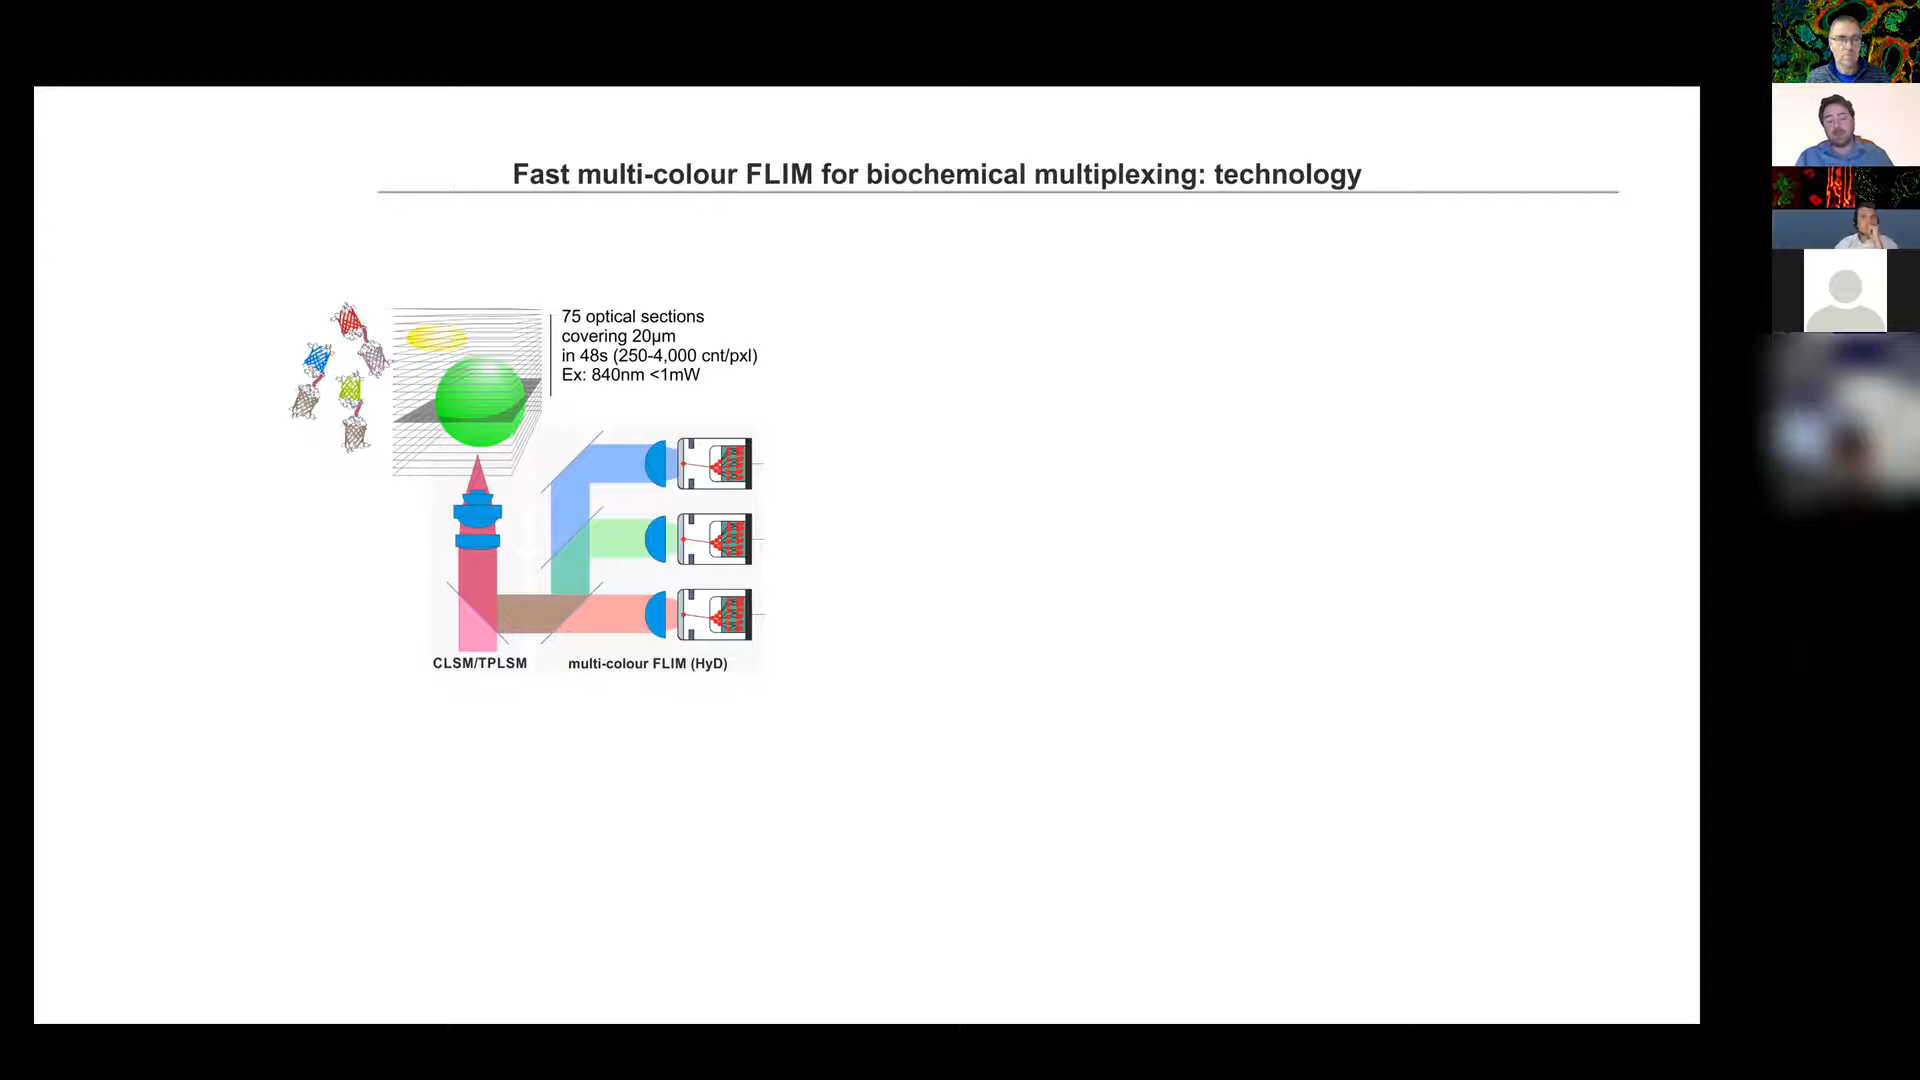 Fast multi-colour FLIM for biochemical multiplexing: technology
75 optical sections
covering 20µm
in 48s (250-4,000 cnt/pxl)
Ex: 840nm <1mW
CLSM/TPLSM
multi-colour FLIM (HyD)